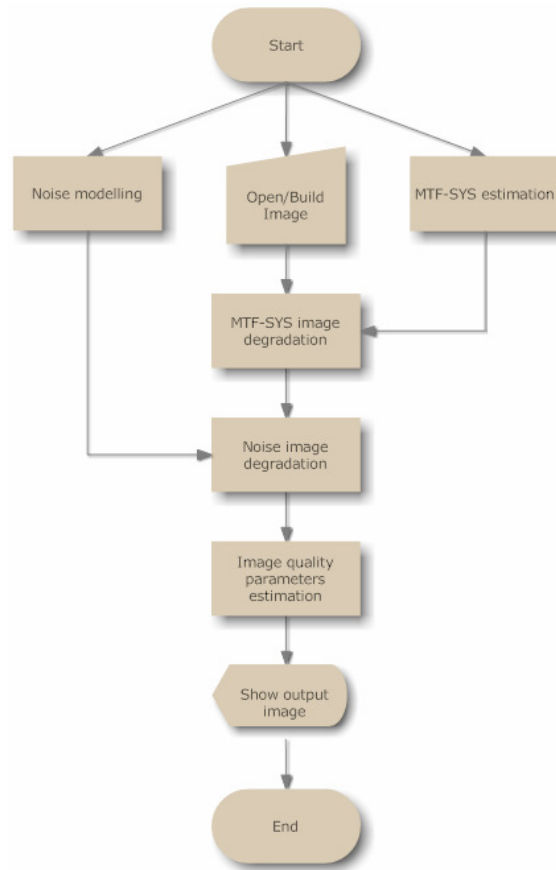 Start
Noise modelling
Open/Build
Image
MTF-SYS estimation
MTF-SYS image
degradation
Noise image
degradation
Image quality
parameters
estimation
Show output
image
End